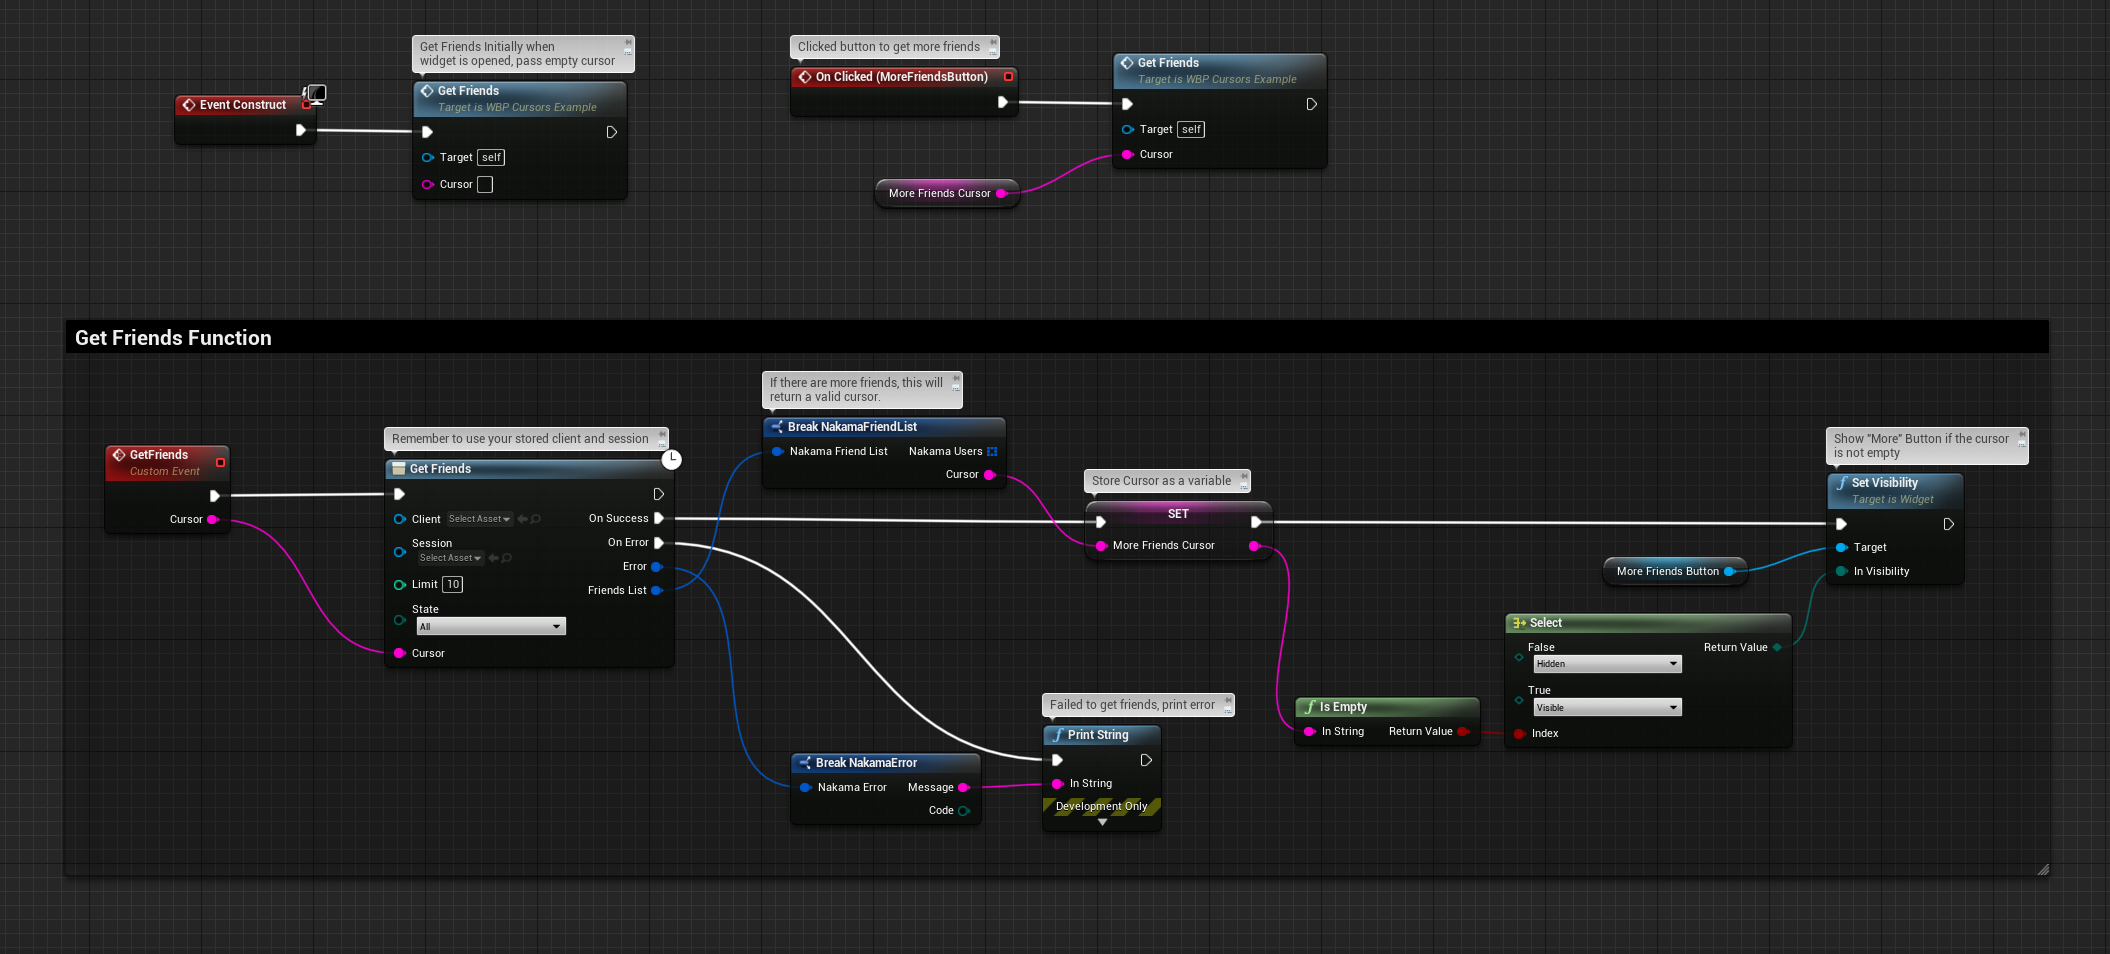 Get Friends Initially when
widget is opened, pass empty cursor
Event Construct
Get Friends
Target is WBP Cursors Example
Target self
Cursor
Clicked button to get more friends
On Clicked (MoreFriendsButton)
More Friends Cursor
Get Friends
Target is WBP Cursors Example
Target self
Cursor
Get Friends Function
GetFriends
Custom Event
Cursor
Remember to use your stored client and session
Get Friends
Client Select Asset
Session
Select Asset
Limit 10
State
All
Cursor
On Success
On Error
Error
Friends List
If there are more friends, this will
return a valid cursor.
Break NakamaFriendList
Nakama Friend List Nakama Users
Cursor
Store Cursor as a variable
SET
More Friends Cursor
Failed to get friends, print error
Print String
In String
Development Only
Break NakamaError
Nakama Error Message
Code
Is Empty
In String Return Value
Select
False
Hidden
True
Visible
Index
Return Value
More Friends Button
Show "More" Button if the cursor
is not empty
Set Visibility
Target is Widget
Target
In Visibility